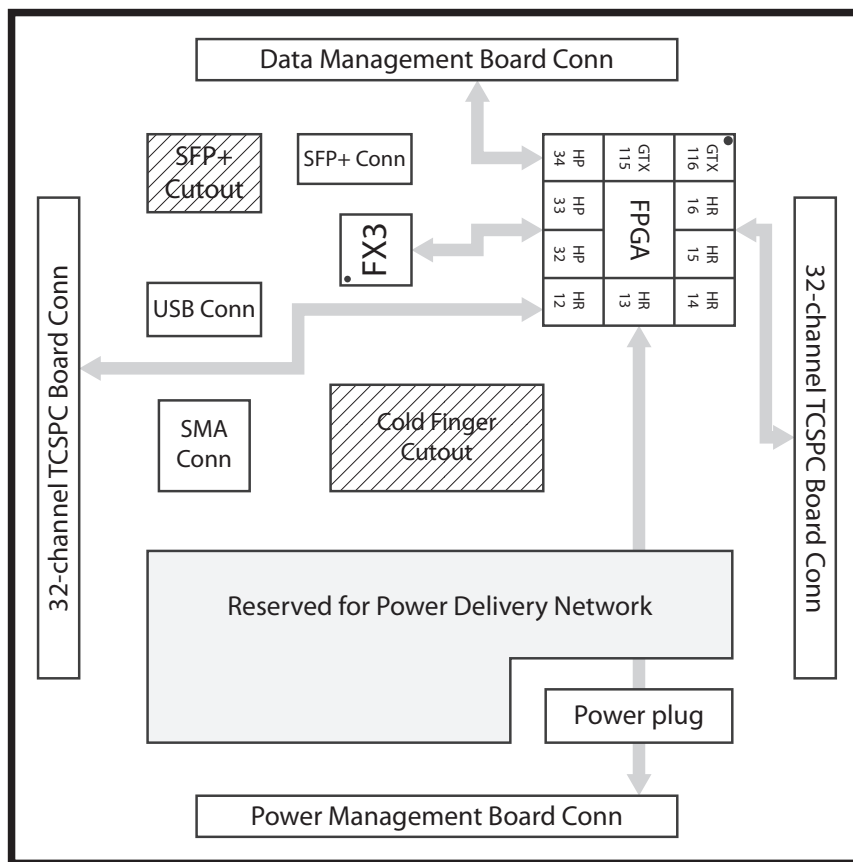 Data Management Board Conn
SFP+
Cutout
SFP+ Conn
34 HP
GTX
115
GTX
116
33 HP
FPGA
16 HR
32 HP
15 HR
12 HR
13 HR
14 HR
FX3
USB Conn
32-channel TCSPC Board Conn
32-channel TCSPC Board Conn
SMA
Conn
Cold Finger
Cutout
Reserved for Power Delivery Network
Power plug
Power Management Board Conn